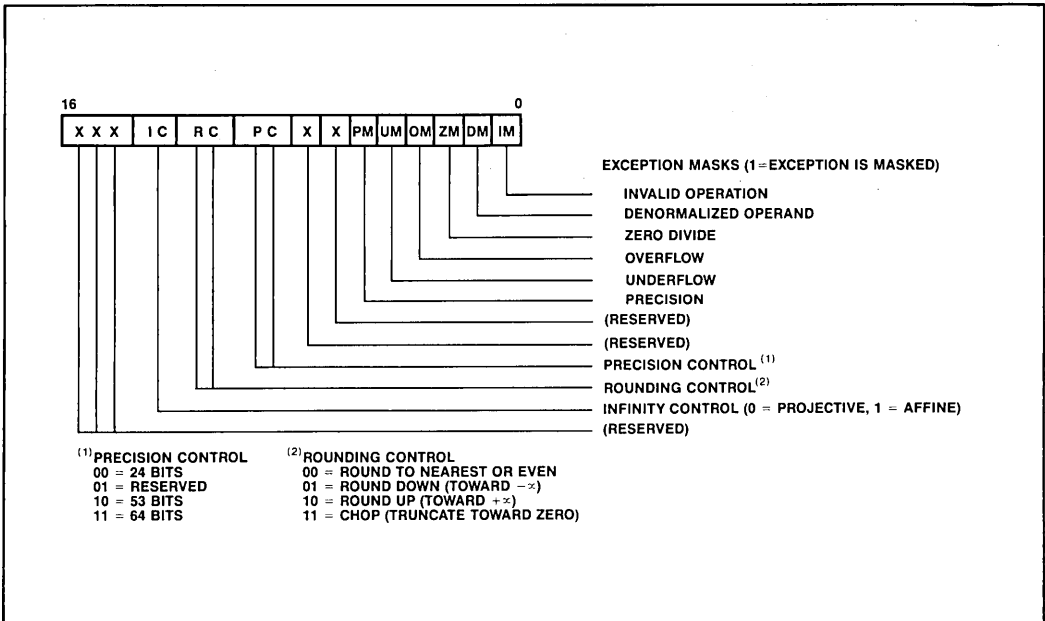 16 0
X X X I C R C P C X X PM UM OM ZM DM IM
EXCEPTION MASKS (1=EXCEPTION IS MASKED)
INVALID OPERATION
DENORMALIZED OPERAND
ZERO DIVIDE
OVERFLOW
UNDERFLOW
PRECISION
(RESERVED)
(RESERVED)
PRECISION CONTROL (1)
ROUNDING CONTROL(2)
INFINITY CONTROL (0 = PROJECTIVE, 1 = AFFINE)
(RESERVED)
(1)PRECISION CONTROL
00 = 24 BITS
01 = RESERVED
10 = 53 BITS
11 = 64 BITS
(2)ROUNDING CONTROL
00 = ROUND TO NEAREST OR EVEN
01 = ROUND DOWN (TOWARD −∝)
10 = ROUND UP (TOWARD +∝)
11 = CHOP (TRUNCATE TOWARD ZERO)